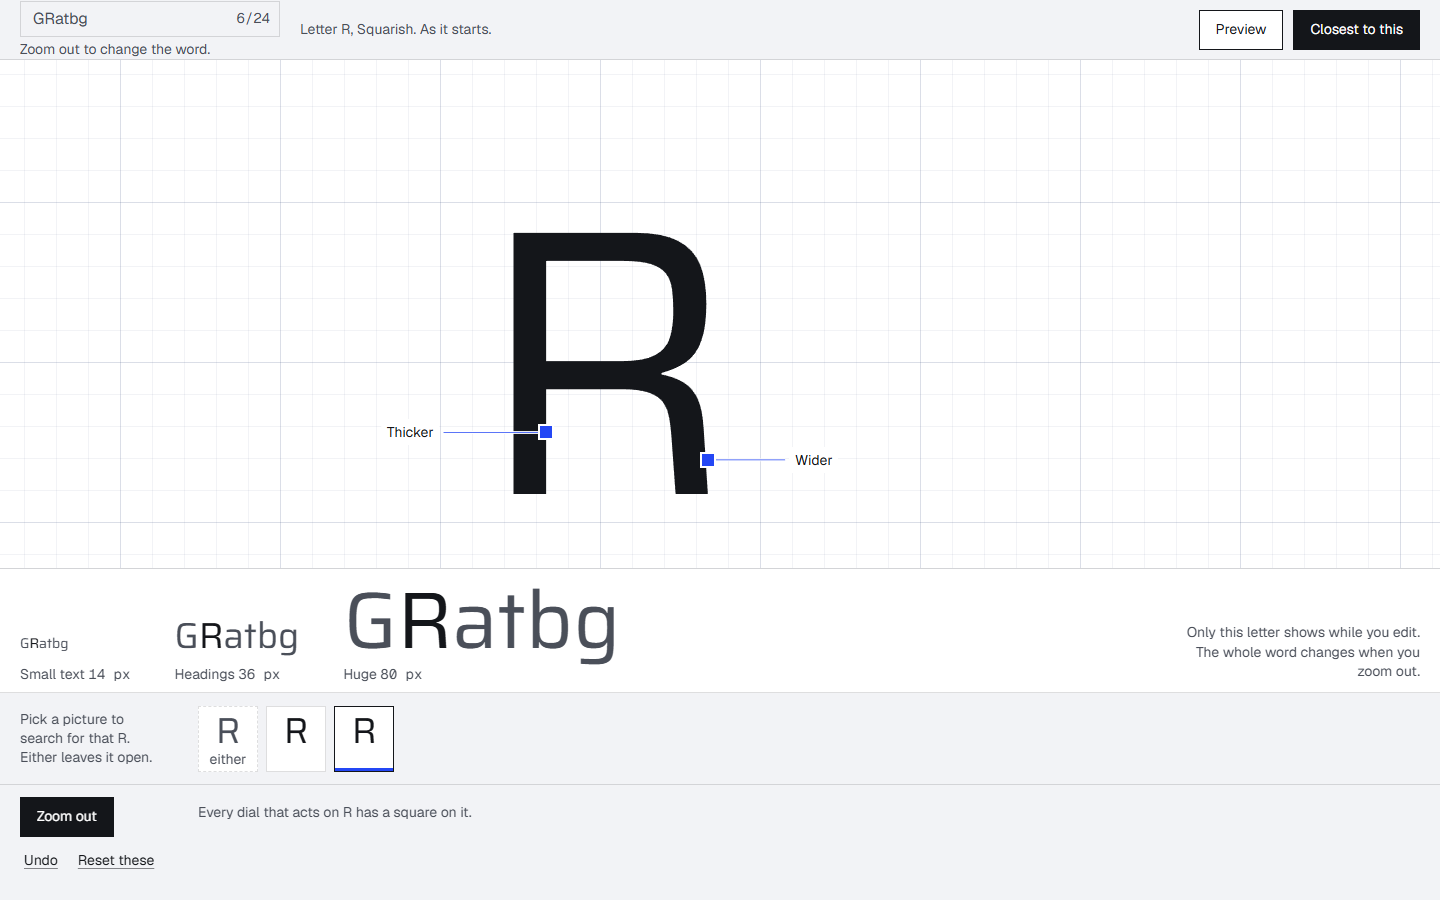 GRatbg 6/24
Zoom out to change the word.
Letter R, Squarish. As it starts.
Preview
Closest to this
R
Thicker
Wider
GRatbg
Small text 14 px
GRatbg
Headings 36 px
GRatbg
Huge 80 px
Only this letter shows while you edit.
The whole word changes when you
zoom out.
Pick a picture to
search for that R.
Either leaves it open.
R
either
R
R
Zoom out
Every dial that acts on R has a square on it.
Undo
Reset these